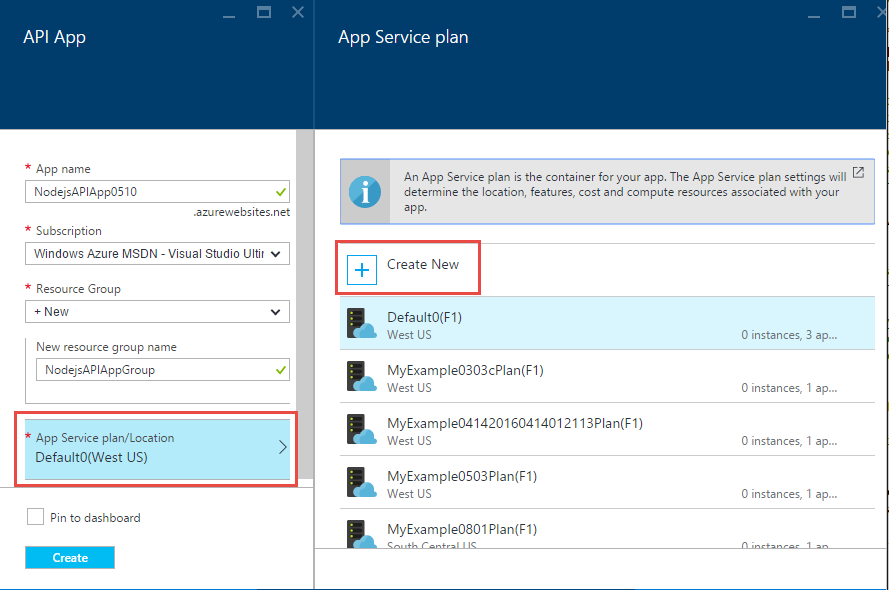 API App
* App name
NodejsAPIApp0510
.azurewebsites.net
* Subscription
Windows Azure MSDN - Visual Studio Ultir
* Resource Group
+ New
New resource group name
NodejsAPIAppGroup
* App Service plan/Location
Default0(West US)
Pin to dashboard
Create
App Service plan
An App Service plan is the container for your app. The App Service plan settings will
determine the location, features, cost and compute resources associated with your
app.
Create New
Default0(F1)
West US
0 instances, 3 ap...
MyExample0303cPlan(F1)
West US
0 instances, 1 ap...
MyExample041420160414012113Plan(F1)
West US
0 instances, 1 ap...
MyExample0503Plan(F1)
West US
0 instances, 1 ap...
MyExample0801Plan(F1)
South Central US
0 instances, 1 ap...